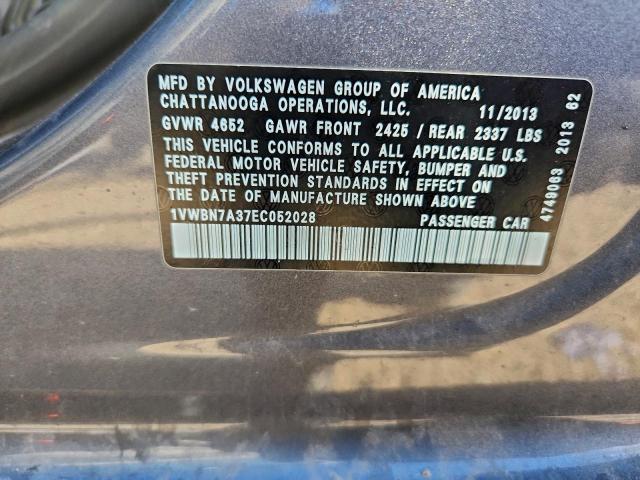 MFD BY VOLKSWAGEN GROUP OF AMERICA
CHATTANOOGA OPERATIONS, LLC. 11/2013
GVWR 4652 GAWR FRONT 2425 / REAR 2337 LBS
THIS VEHICLE CONFORMS TO ALL APPLICABLE U.S.
FEDERAL MOTOR VEHICLE SAFETY, BUMPER AND
THEFT PREVENTION STANDARDS IN EFFECT ON
THE DATE OF MANUFACTURE SHOWN ABOVE
1VWBN7A37EC052028 PASSENGER CAR
4749063 2013 62